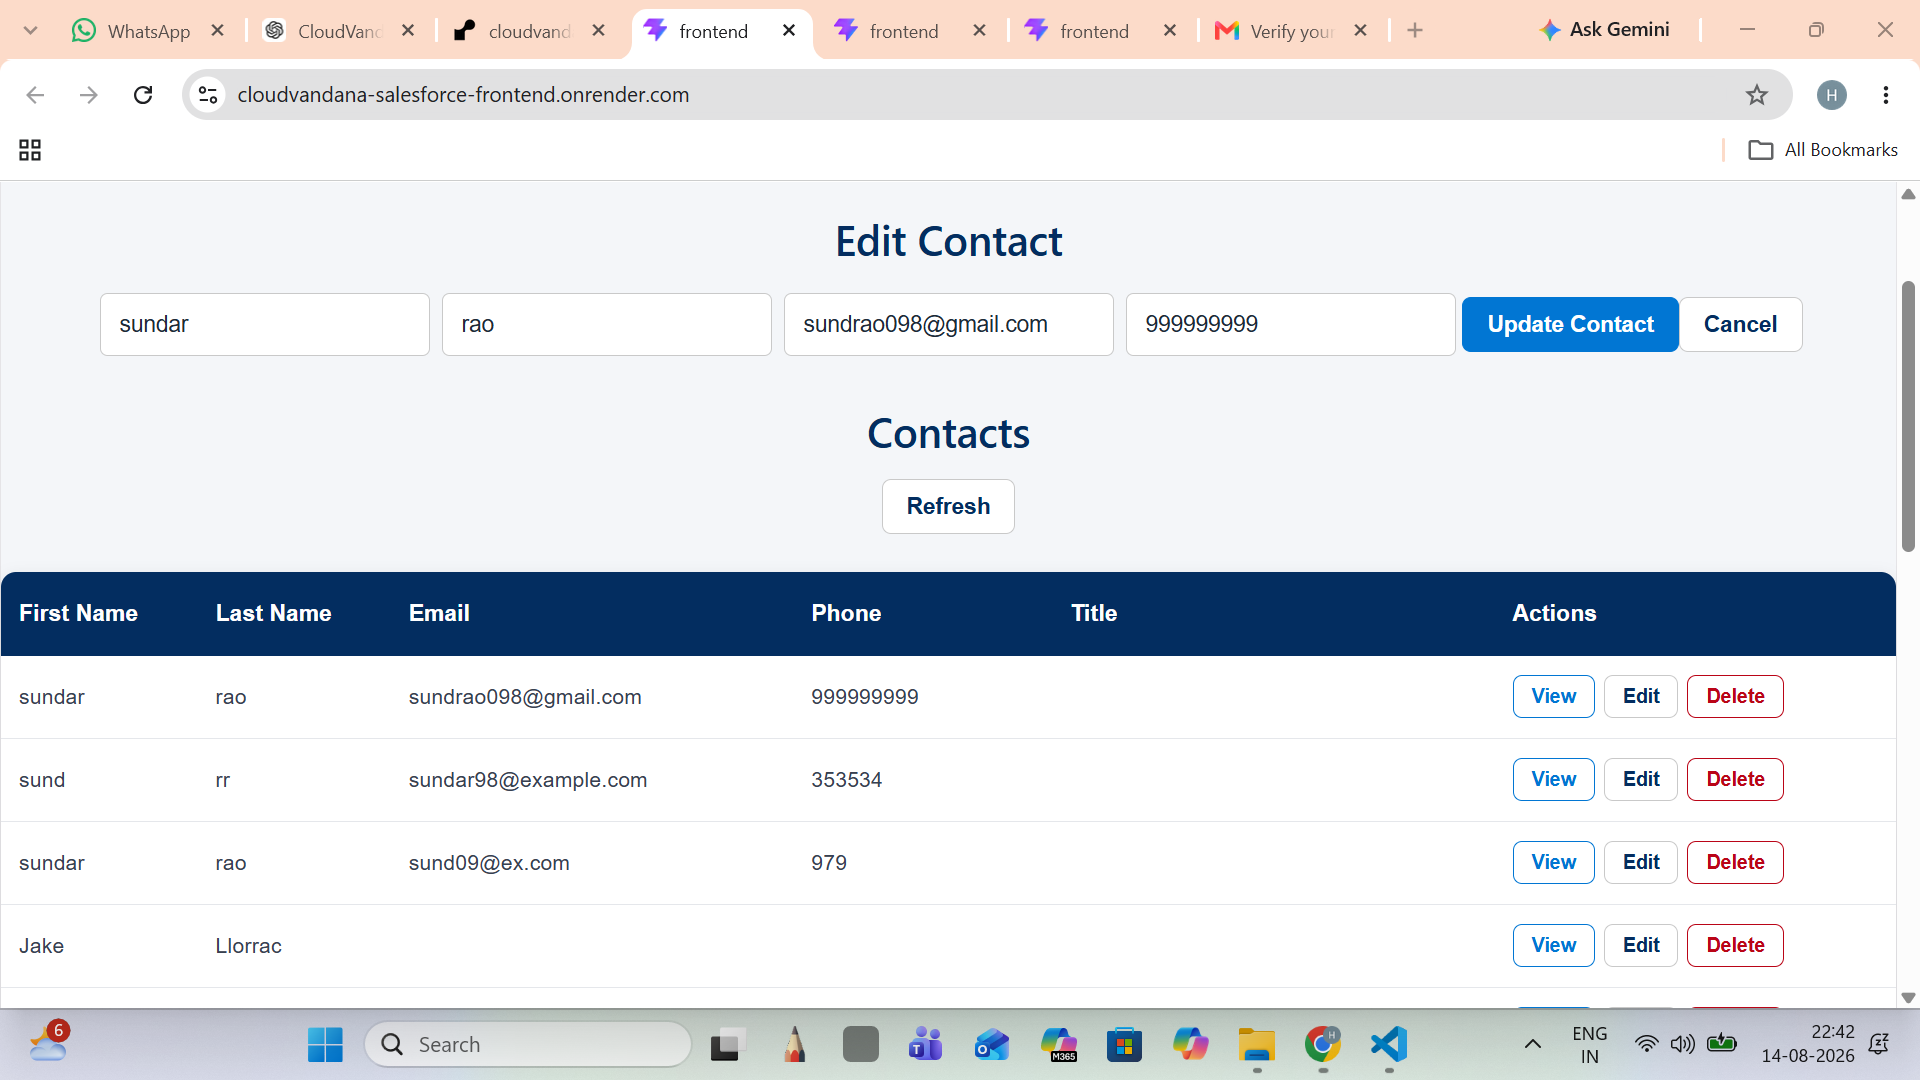 WhatsApp
CloudVand
cloudvand
frontend
frontend
frontend
Verify your
Ask Gemini
cloudvandana-salesforce-frontend.onrender.com
H
All Bookmarks
Edit Contact
sundar
rao
sundrao098@gmail.com
999999999
Update Contact
Cancel
Contacts
Refresh
First Name Last Name Email Phone Title Actions
sundar rao sundrao098@gmail.com 999999999 View Edit Delete
sund rr sundar98@example.com 353534 View Edit Delete
sundar rao sund09@ex.com 979 View Edit Delete
Jake Llorrac View Edit Delete
6
Search
M365
H
ENG
IN
22:42
14-08-2026